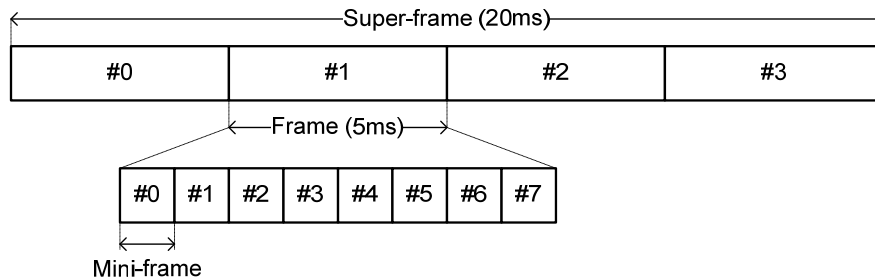 Super-frame (20ms)
#0 #1 #2 #3
Frame (5ms)
#0 #1 #2 #3 #4 #5 #6 #7
Mini-frame